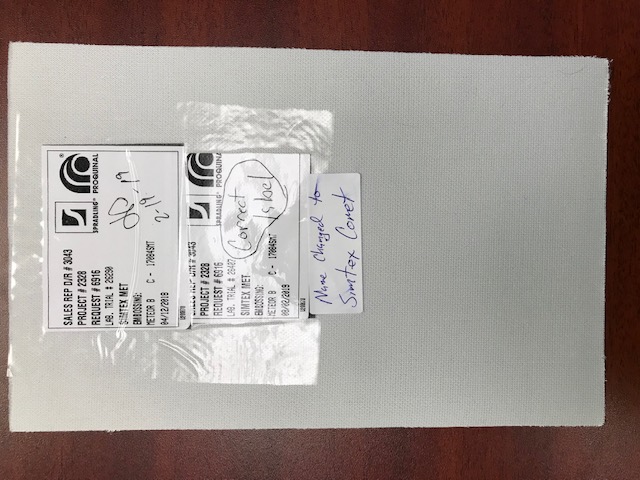 SALES REP D/R # 3043
PROJECT # 2328
REQUEST # 6916
LAB. TRIAL # 26290
SIMTEX MET
EMBOSSING:
METEOR B C - 17084SMT
04/12/2019
SPRADLING® PROQUINAL
®
2-19-19
SALES REP D/R # 3043
PROJECT # 2328
REQUEST # 6916
LAB. TRIAL # 26487
SIMTEX MET
EMBOSSING:
METEOR B C - 17084SMT
08/02/2019
SPRADLING® PROQUINAL
Correct
label
Name Changed to
Simtex Comet